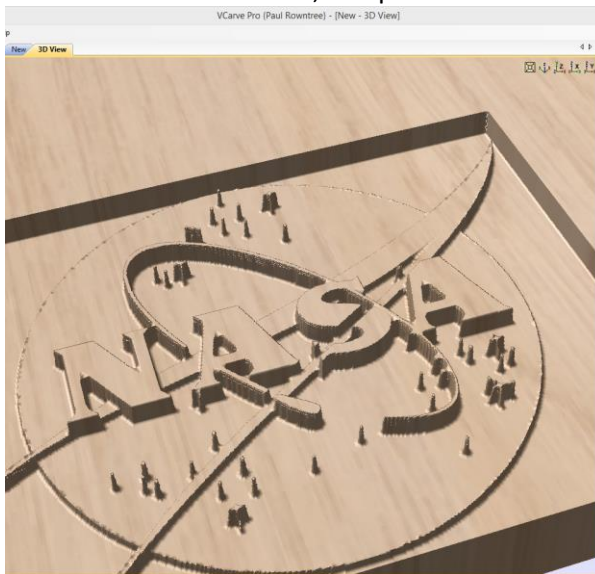 VCarve Pro (Paul Rowntree) - [New - 3D View]
p
New 3D View
NASA